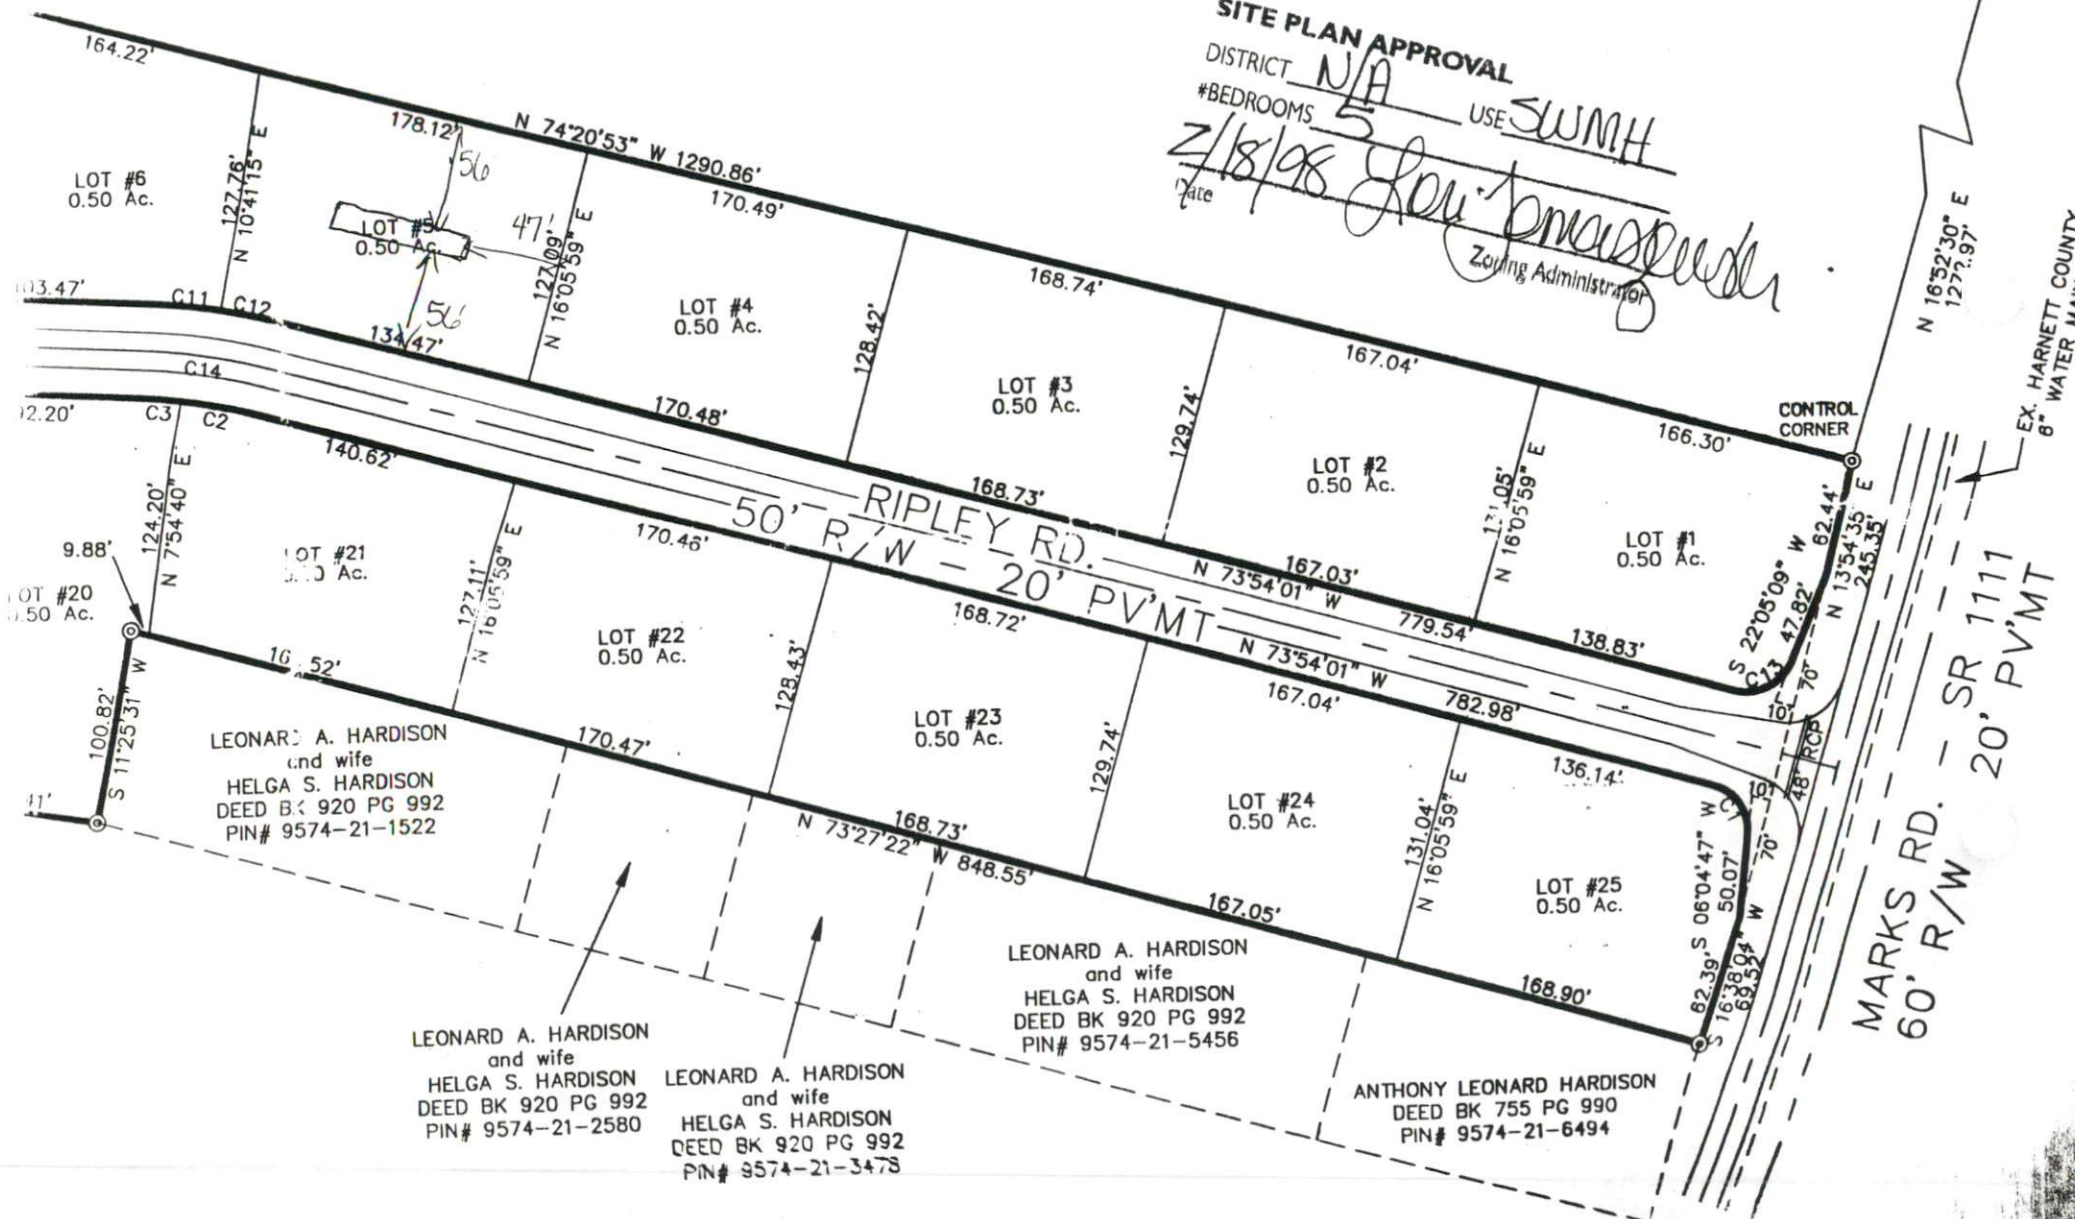 SITE PLAN APPROVAL
DISTRICT N/A USE SWMH
#BEDROOMS 5
2/18/98
Date
Zoning Administrator
164.22'
178.12'
N 74°20'53" W 1290.86'
170.49'
168.74'
167.04'
166.30'
CONTROL
CORNER
N 16°52'30" E
EX. HARNETT COUNTY
LOT #6
0.50 Ac.
127.76'
N 10°41'15" E
56
47'
LOT #5
0.50 Ac.
56
127.09'
N 16°05'59" E
LOT #4
0.50 Ac.
128.42'
LOT #3
0.50 Ac.
129.74'
LOT #2
0.50 Ac.
131.05'
N 16°05'59" E
LOT #1
0.50 Ac.
62.44'
N 13°54'35" E
245.35'
S 22°05'09" W
47.82'
C13
103.47'
C11
C12
134.47'
170.48'
168.73'
167.03'
N 73°54'01" W
779.54'
138.83'
C14
RIPLEY RD.
50' R/W - 20' PV'MT
C3
C2
140.62'
170.46'
168.72'
N 73°54'01" W
167.04'
782.98'
136.14'
10'
70'
48' RCP
10'
70'
MARKS RD. - SR 1111
60' R/W 20' PV'MT
124.20'
N 7°54'40" E
9.88'
LOT #20
LOT #21
127.11'
N 16°05'59" E
LOT #22
0.50 Ac.
128.43'
LOT #23
0.50 Ac.
129.74'
LOT #24
0.50 Ac.
131.04'
N 16°05'59" E
LOT #25
0.50 Ac.
S 06°04'47" W
50.07'
62.39'
S 16°38'04" W
69.52'
100.82'
S 11°25'31" W
170.47'
168.73'
N 73°27'22" W 848.55'
167.05'
168.90'
LEONARD A. HARDISON
and wife
HELGA S. HARDISON
DEED BK 920 PG 992
PIN# 9574-21-1522
LEONARD A. HARDISON
and wife
HELGA S. HARDISON
DEED BK 920 PG 992
PIN# 9574-21-2580
LEONARD A. HARDISON
and wife
HELGA S. HARDISON
DEED BK 920 PG 992
PIN# 9574-21-3478
LEONARD A. HARDISON
and wife
HELGA S. HARDISON
DEED BK 920 PG 992
PIN# 9574-21-5456
ANTHONY LEONARD HARDISON
DEED BK 755 PG 990
PIN# 9574-21-6494